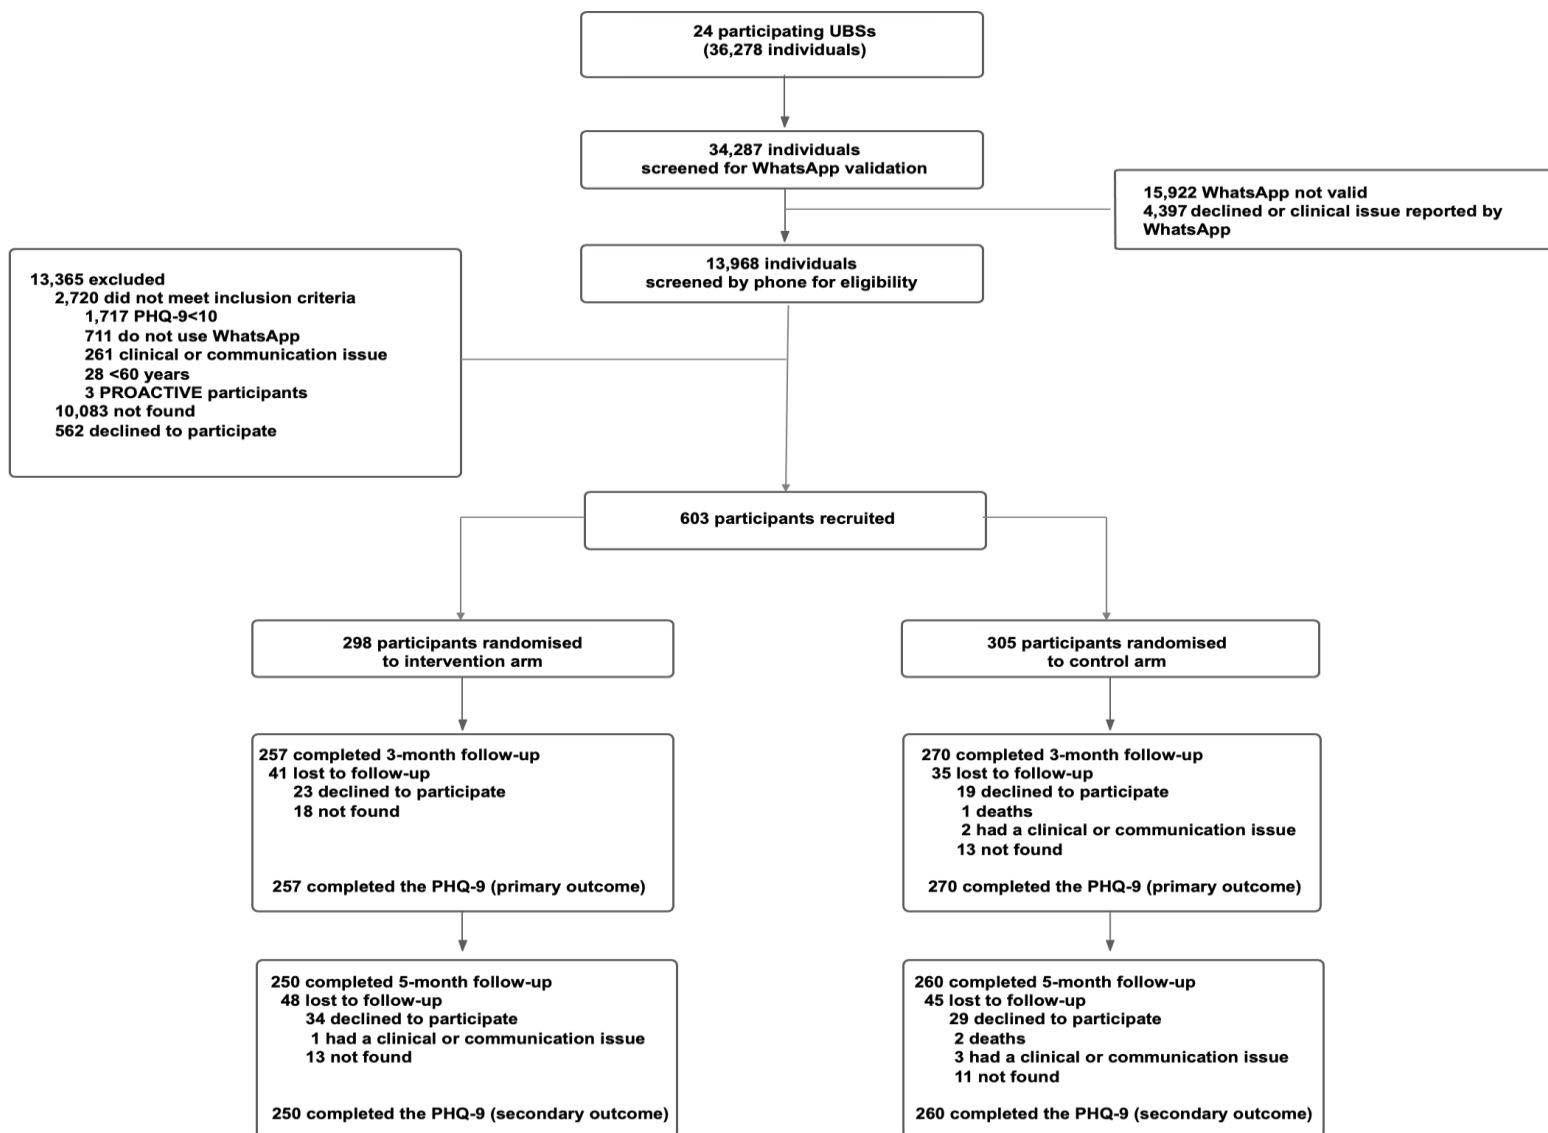 24 participating UBSs
(36,278 individuals)
34,287 individuals
screened for WhatsApp validation
15,922 WhatsApp not valid
4,397 declined or clinical issue reported by
WhatsApp
13,968 individuals
screened by phone for eligibility
13,365 excluded
2,720 did not meet inclusion criteria
1,717 PHQ-9<10
711 do not use WhatsApp
261 clinical or communication issue
28 <60 years
3 PROACTIVE participants
10,083 not found
562 declined to participate
603 participants recruited
298 participants randomised
to intervention arm
305 participants randomised
to control arm
257 completed 3-month follow-up
41 lost to follow-up
23 declined to participate
18 not found
257 completed the PHQ-9 (primary outcome)
270 completed 3-month follow-up
35 lost to follow-up
19 declined to participate
1 deaths
2 had a clinical or communication issue
13 not found
270 completed the PHQ-9 (primary outcome)
250 completed 5-month follow-up
48 lost to follow-up
34 declined to participate
1 had a clinical or communication issue
13 not found
250 completed the PHQ-9 (secondary outcome)
260 completed 5-month follow-up
45 lost to follow-up
29 declined to participate
2 deaths
3 had a clinical or communication issue
11 not found
260 completed the PHQ-9 (secondary outcome)